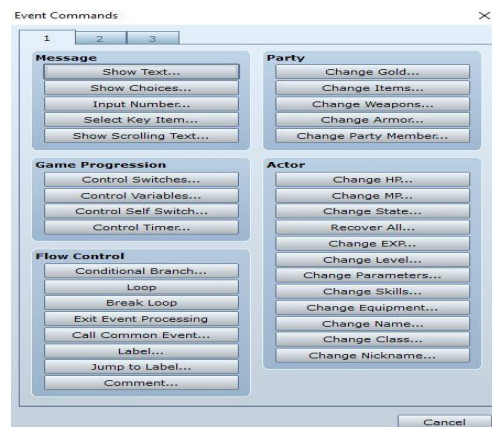 Event Commands
1
2
3
Message
Show Text...
Show Choices...
Input Number...
Select Key Item...
Show Scrolling Text...
Game Progression
Control Switches...
Control Variables...
Control Self Switch...
Control Timer...
Flow Control
Conditional Branch...
Loop
Break Loop
Exit Event Processing
Call Common Event...
Label...
Jump to Label...
Comment...
Party
Change Gold...
Change Items...
Change Weapons...
Change Armor...
Change Party Member...
Actor
Change HP...
Change MP...
Change State...
Recover All...
Change EXP...
Change Level...
Change Parameters...
Change Skills...
Change Equipment...
Change Name...
Change Class...
Change Nickname...
Cancel